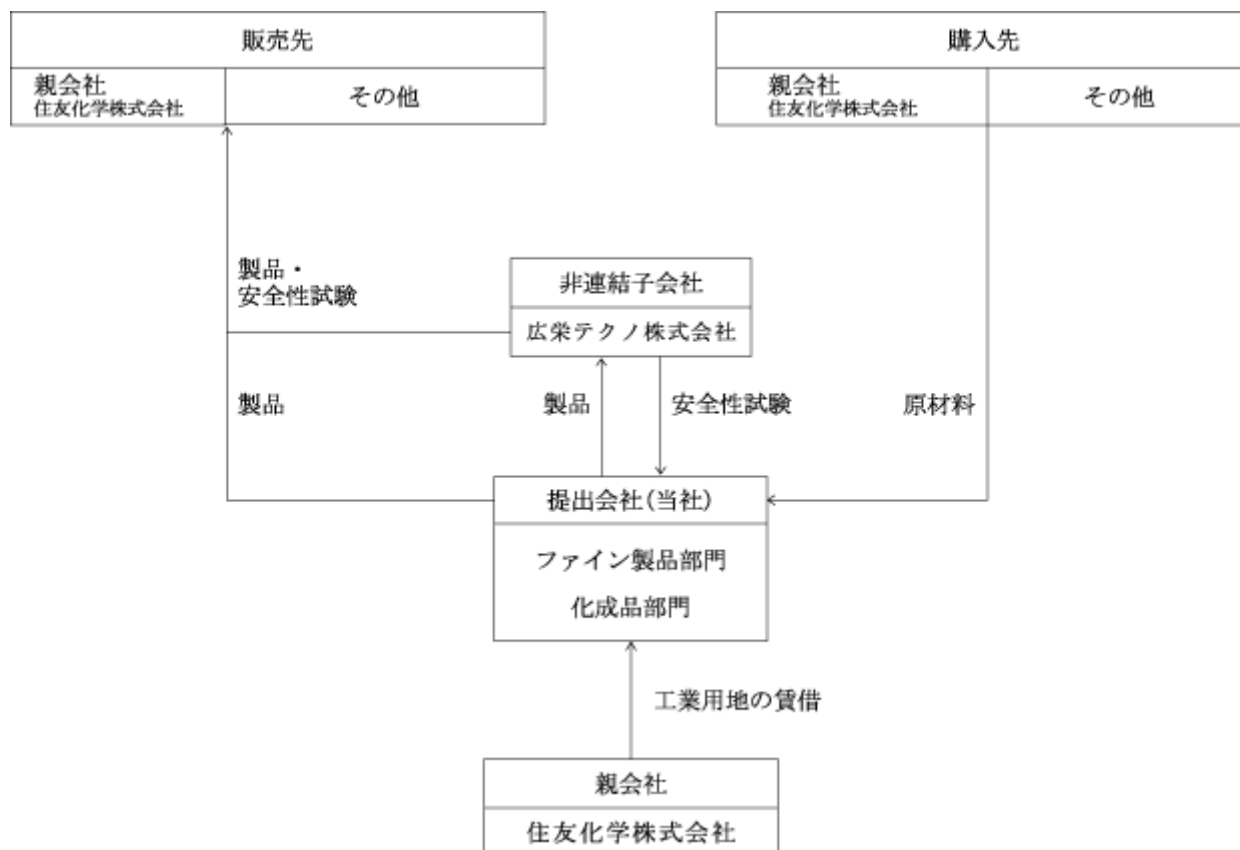 販売先
親会社
住友化学株式会社
その他
購入先
親会社
住友化学株式会社
その他
製品・
安全性試験
非連結子会社
広栄テクノ株式会社
製品
製品
安全性試験
原材料
提出会社(当社)
ファイン製品部門
化成品部門
工業用地の賃借
親会社
住友化学株式会社